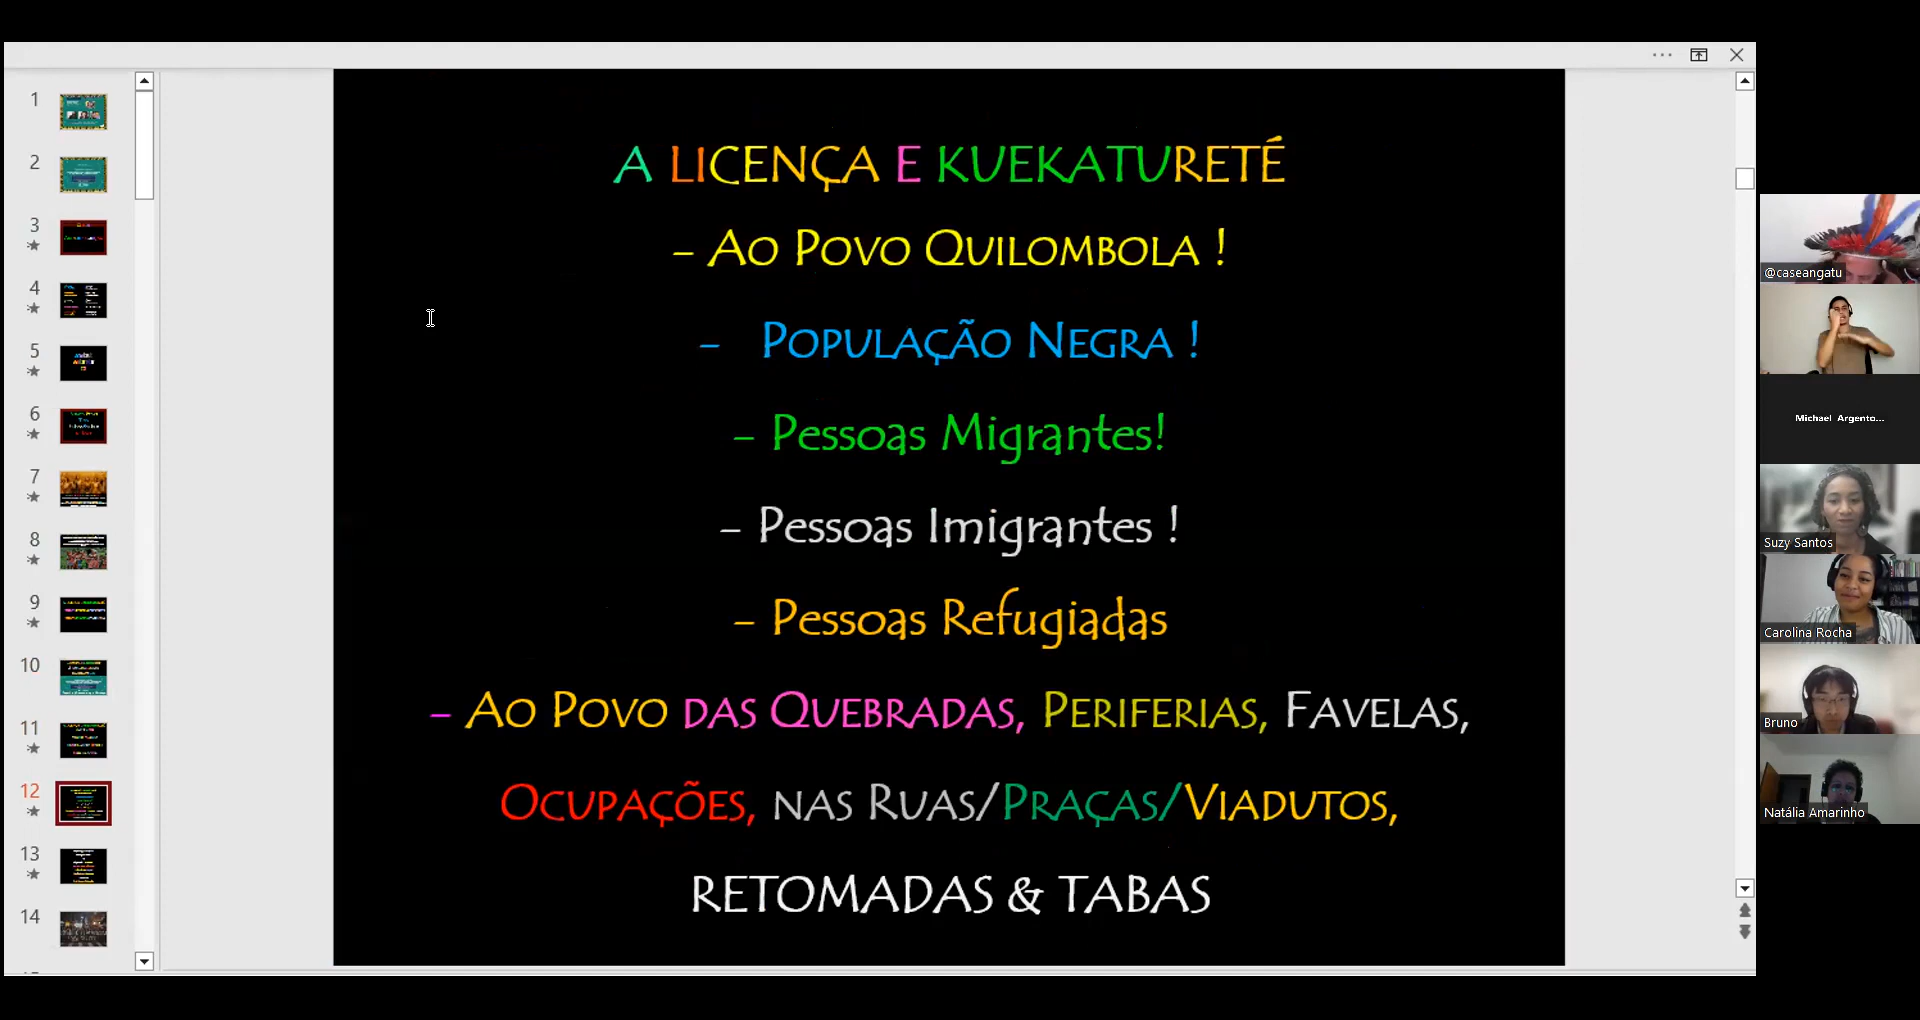 1
2
3
4
5
6
7
8
9
10
11
12
13
14
A LICENÇA E KUEKATURETÉ
– AO POVO QUILOMBOLA !
– POPULAÇÃO NEGRA !
– Pessoas Migrantes!
– Pessoas Imigrantes !
– Pessoas Refugiadas
– AO POVO DAS QUEBRADAS, PERIFERIAS, FAVELAS,
OCUPAÇÕES, NAS RUAS/PRAÇAS/VIADUTOS,
RETOMADAS & TABAS
@caseangatu
Michael Argento...
Suzy Santos
Carolina Rocha
Bruno
Natália Amarinho